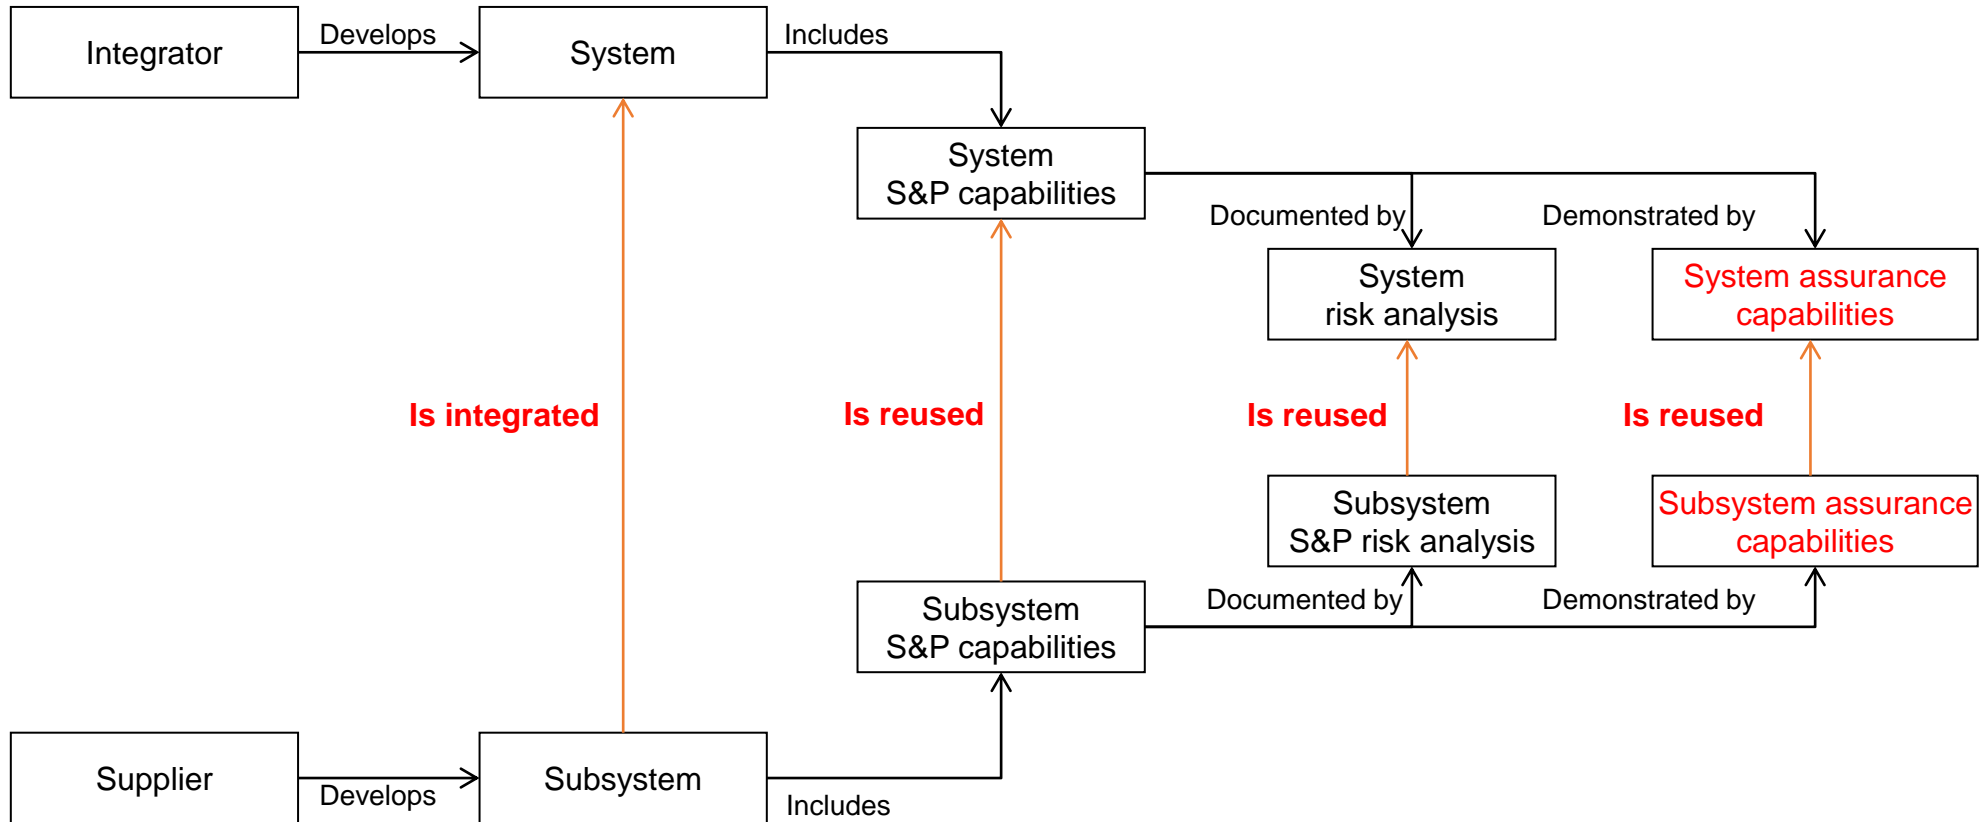 Integrator
Develops
System
Includes
System
S&P capabilities
Documented by
Demonstrated by
System
risk analysis
System assurance
capabilities
Is integrated
Is reused
Is reused
Is reused
Subsystem
S&P risk analysis
Subsystem assurance
capabilities
Subsystem
S&P capabilities
Documented by
Demonstrated by
Supplier
Develops
Subsystem
Includes